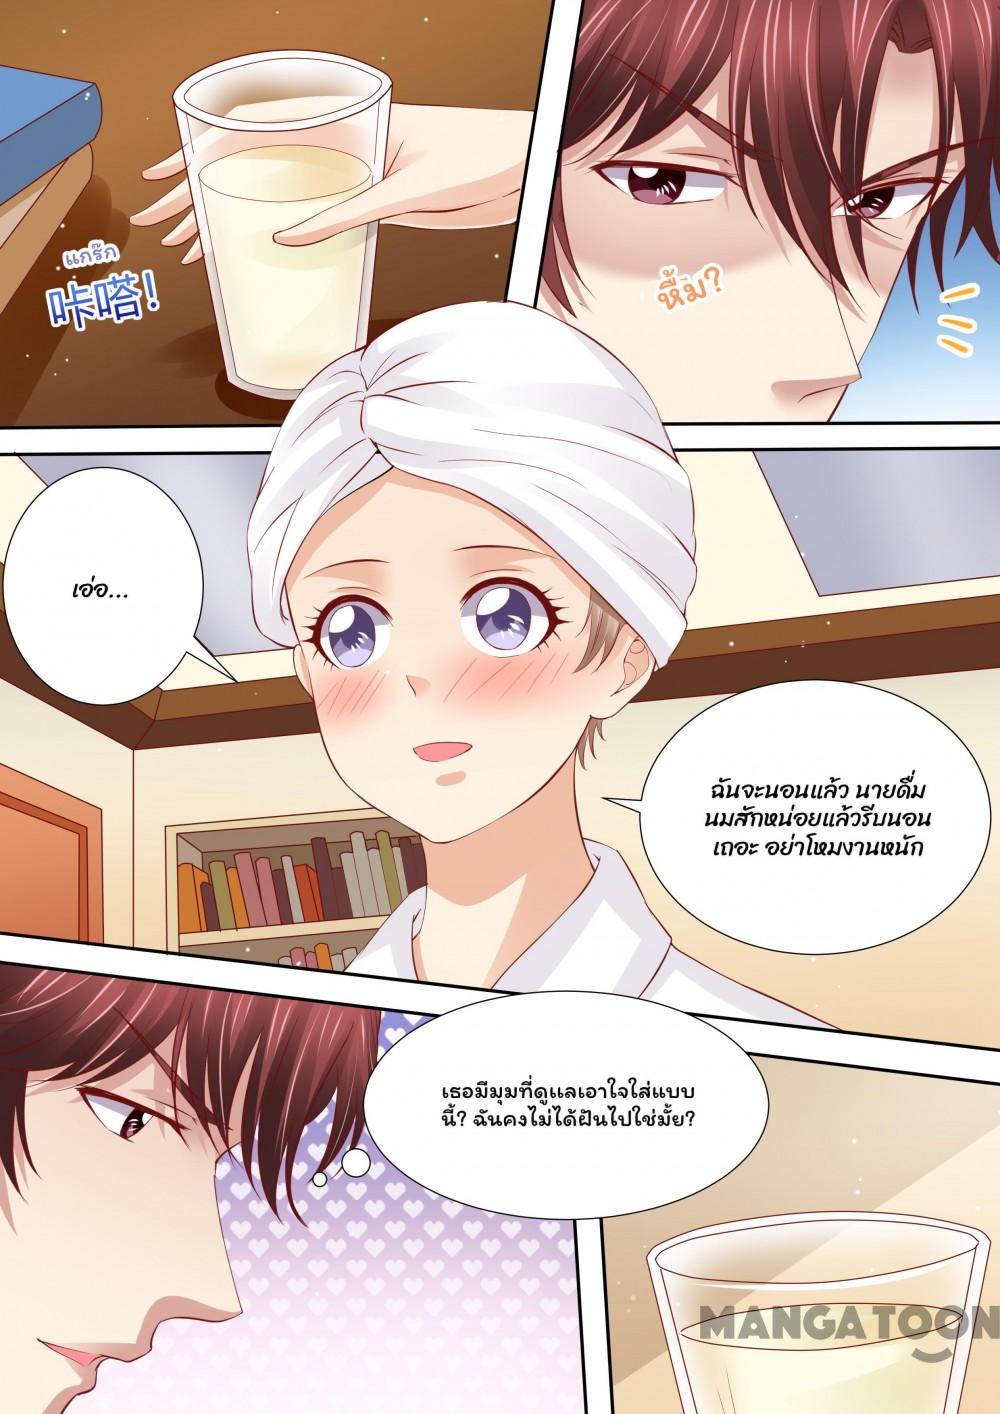 แกร๊ก
咔嗒!
หื้ม?
เอ่อ...
ฉันจะนอนแล้ว นายดื่ม
นมสักหน่อยแล้วรีบนอน
เถอะ อย่าโหมงานหนัก
เธอมีมุมที่ดูแลเอาใจใส่แบบ
นี้? ฉันคงไม่ได้ฝันไปใช่มั้ย?
MANGATOON